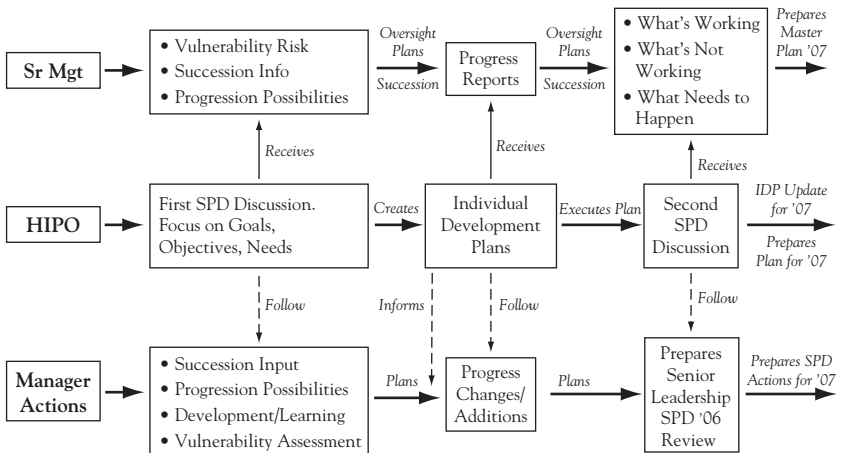 Sr Mgt
• Vulnerability Risk
• Succession Info
• Progression Possibilities
Oversight
Plans
Succession
Progress
Reports
Oversight
Plans
Succession
• What's Working
• What's Not
Working
• What Needs to
Happen
Prepares
Master
Plan '07
Receives
Receives
Receives
HIPO
First SPD Discussion.
Focus on Goals,
Objectives, Needs
Creates
Individual
Development
Plans
Executes Plan
Second
SPD
Discussion
IDP Update
for '07
Prepares
Plan for '07
Follow
Informs
Follow
Follow
Manager
Actions
• Succession Input
• Progression Possibilities
• Development/Learning
• Vulnerability Assessment
Plans
Progress
Changes/
Additions
Plans
Prepares
Senior
Leadership
SPD '06
Review
Prepares SPD
Actions for '07